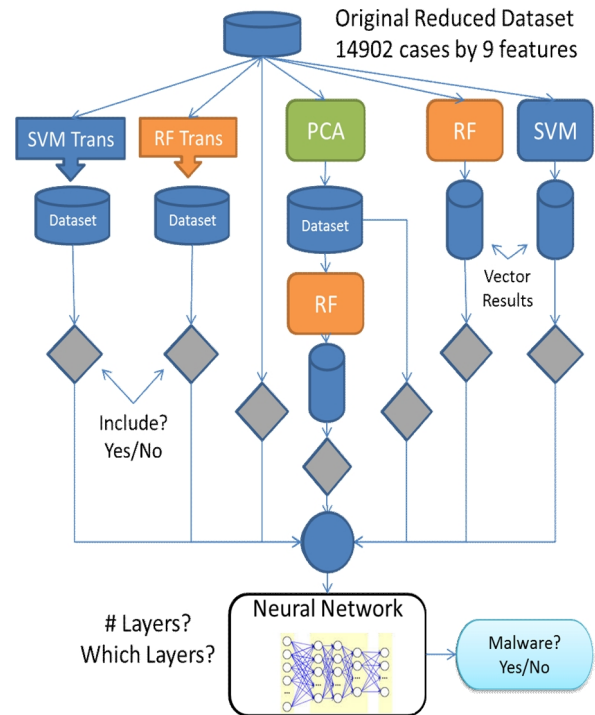 Original Reduced Dataset
14902 cases by 9 features
SVM Trans
RF Trans
PCA
RF
SVM
Dataset
Dataset
Dataset
Vector
Results
RF
Include?
Yes/No
# Layers?
Which Layers?
Neural Network
Malware?
Yes/No